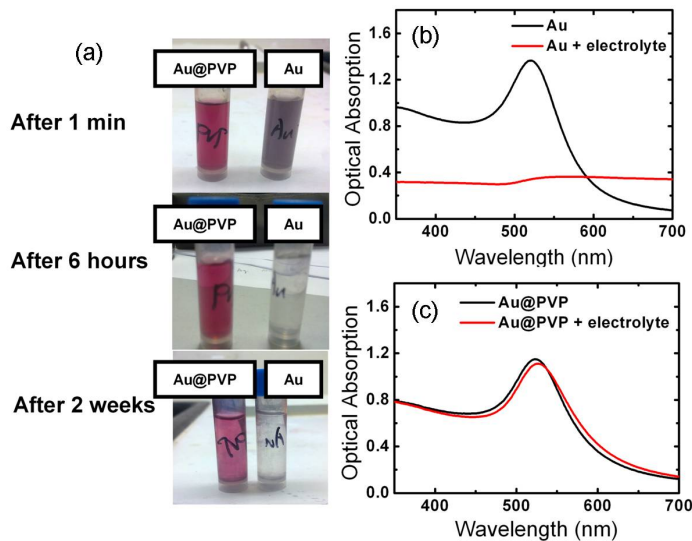 (a)
Au@PVP Au
After 1 min
PVP Au
Au@PVP Au
After 6 hours
Au@PVP Au
After 2 weeks
(b)
Au
Au + electrolyte
Optical Absorption
1.6
1.2
0.8
0.4
0.0
400 500 600 700
Wavelength (nm)
(c)
Au@PVP
Au@PVP + electrolyte
Optical Absorption
1.6
1.2
0.8
0.4
0.0
400 500 600 700
Wavelength (nm)